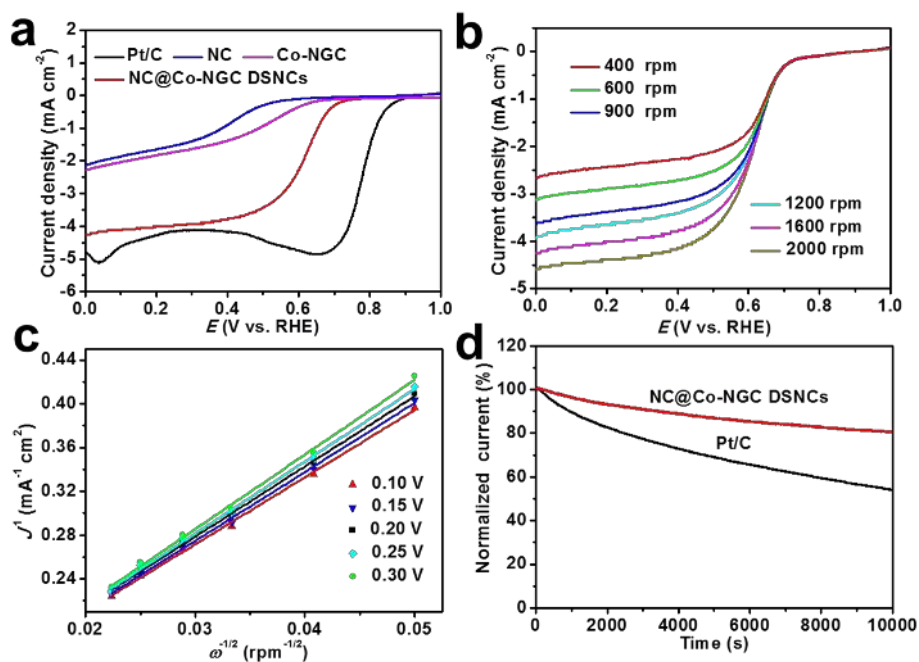 a
Pt/C NC Co-NGC
NC@Co-NGC DSNCs
Current density (mA cm⁻²)
1
0
-1
-2
-3
-4
-5
-6
0.0 0.2 0.4 0.6 0.8 1.0
E (V vs. RHE)
b
400 rpm
600 rpm
900 rpm
1200 rpm
1600 rpm
2000 rpm
Current density (mA cm⁻²)
0
-1
-2
-3
-4
-5
0.0 0.2 0.4 0.6 0.8 1.0
E (V vs. RHE)
c
J⁻¹ (mA⁻¹ cm²)
0.44
0.40
0.36
0.32
0.28
0.24
0.10 V
0.15 V
0.20 V
0.25 V
0.30 V
0.02 0.03 0.04 0.05
ω⁻¹/² (rpm⁻¹/²)
d
Normalized current (%)
120
100
80
60
40
20
0
NC@Co-NGC DSNCs
Pt/C
0 2000 4000 6000 8000 10000
Time (s)